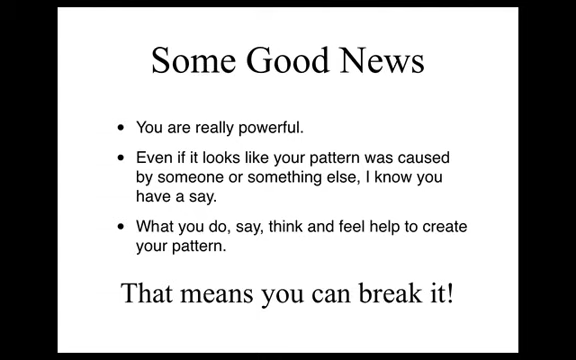 Some Good News
• You are really powerful.
• Even if it looks like your pattern was caused
by someone or something else, I know you
have a say.
• What you do, say, think and feel help to create
your pattern.
That means you can break it!